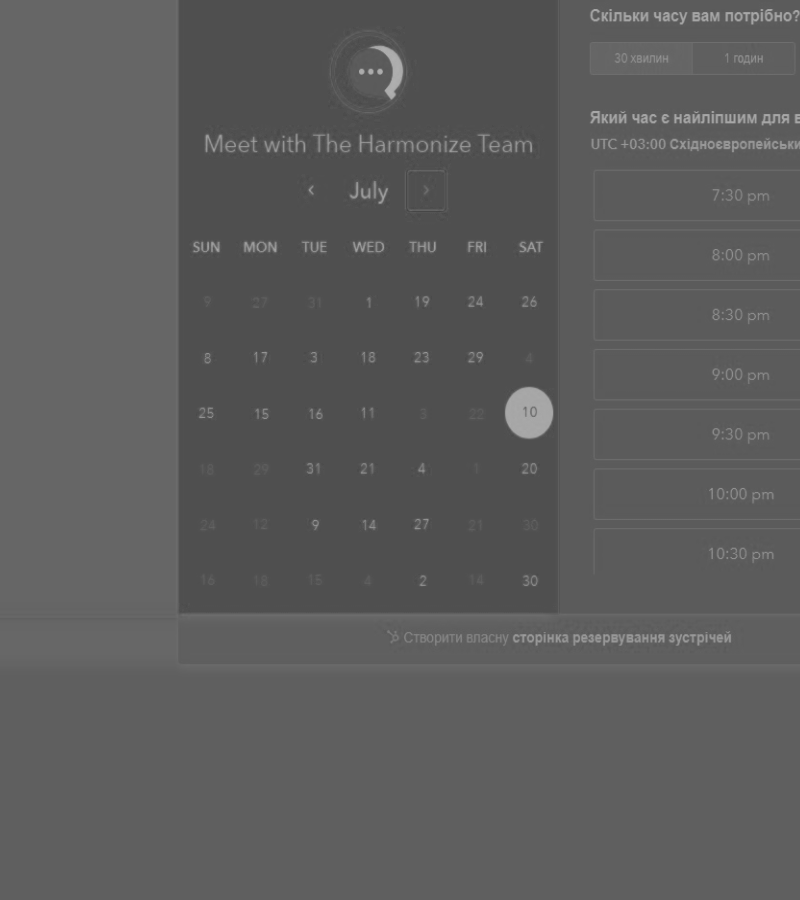 Meet with The Harmonize Team
July
SUN MON TUE WED THU FRI SAT
9 27 31 1 19 24 26
8 17 3 18 23 29 4
25 15 16 11 3 22 10
18 29 31 21 4 1 20
24 12 9 14 27 21 30
16 18 15 4 2 14 30
Скільки часу вам потрібно?
30 хвилин 1 годин
Який час є найліпшим для в
UTC +03:00 Східноєвропейськи
7:30 pm
8:00 pm
8:30 pm
9:00 pm
9:30 pm
10:00 pm
10:30 pm
Створити власну сторінка резервування зустрічей